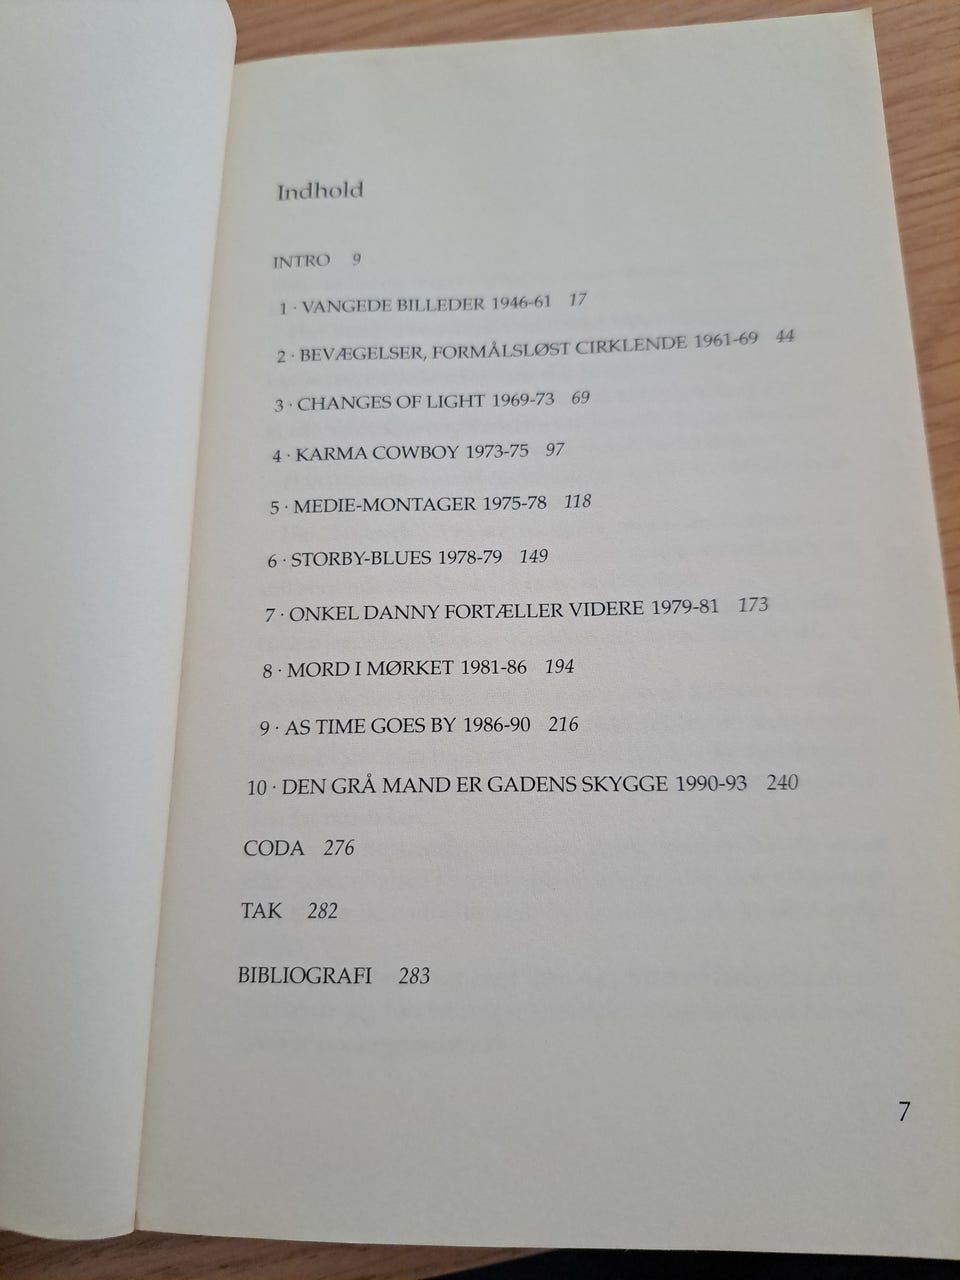 Indhold
INTRO 9
1 · VANGEDE BILLEDER 1946-61 17
2 · BEVÆGELSER, FORMÅLSLØST CIRKLENDE 1961-69 44
3 · CHANGES OF LIGHT 1969-73 69
4 · KARMA COWBOY 1973-75 97
5 · MEDIE-MONTAGER 1975-78 118
6 · STORBY-BLUES 1978-79 149
7 · ONKEL DANNY FORTÆLLER VIDERE 1979-81 173
8 · MORD I MØRKET 1981-86 194
9 · AS TIME GOES BY 1986-90 216
10 · DEN GRÅ MAND ER GADENS SKYGGE 1990-93 240
CODA 276
TAK 282
BIBLIOGRAFI 283
7